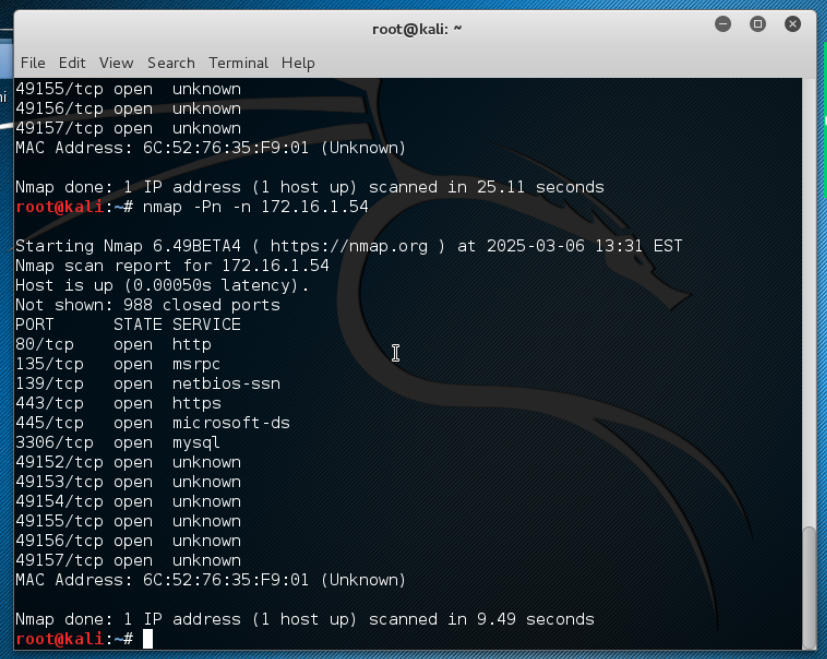 root@kali: ~
File Edit View Search Terminal Help
49155/tcp open  unknown
49156/tcp open  unknown
49157/tcp open  unknown
MAC Address: 6C:52:76:35:F9:01 (Unknown)
Nmap done: 1 IP address (1 host up) scanned in 25.11 seconds
root@kali:~# nmap -Pn -n 172.16.1.54
Starting Nmap 6.49BETA4 ( https://nmap.org ) at 2025-03-06 13:31 EST
Nmap scan report for 172.16.1.54
Host is up (0.00050s latency).
Not shown: 988 closed ports
PORT      STATE SERVICE
80/tcp    open  http
135/tcp   open  msrpc
139/tcp   open  netbios-ssn
443/tcp   open  https
445/tcp   open  microsoft-ds
3306/tcp  open  mysql
49152/tcp open  unknown
49153/tcp open  unknown
49154/tcp open  unknown
49155/tcp open  unknown
49156/tcp open  unknown
49157/tcp open  unknown
MAC Address: 6C:52:76:35:F9:01 (Unknown)
Nmap done: 1 IP address (1 host up) scanned in 9.49 seconds
root@kali:~#